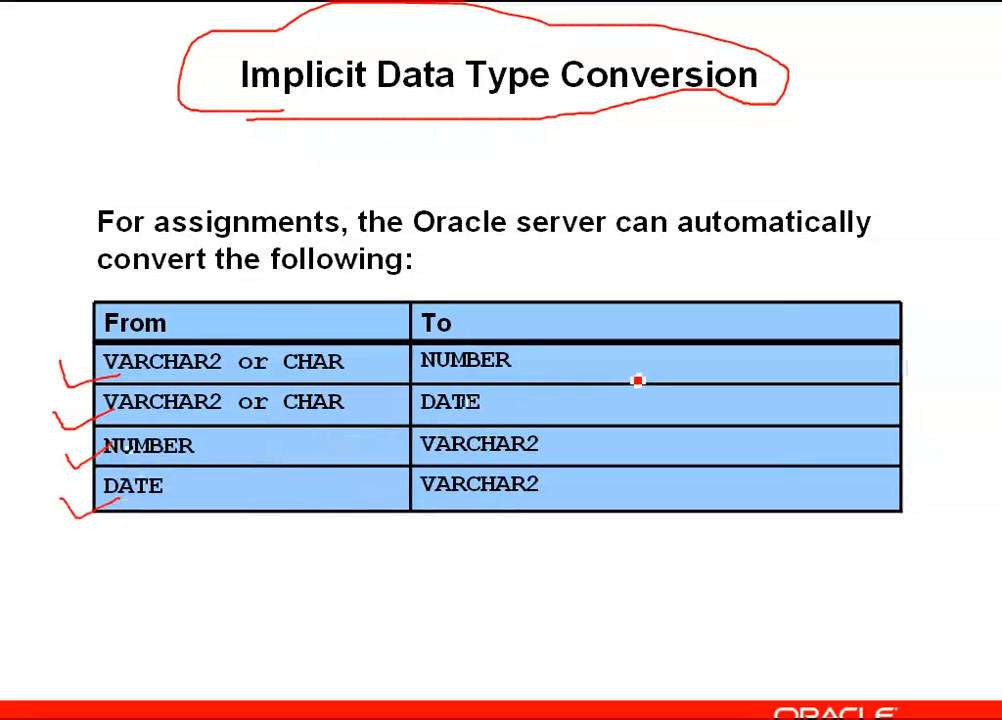 Implicit Data Type Conversion
For assignments, the Oracle server can automatically
convert the following:
From To
VARCHAR2 or CHAR NUMBER
VARCHAR2 or CHAR DATE
NUMBER VARCHAR2
DATE VARCHAR2
ORACLE